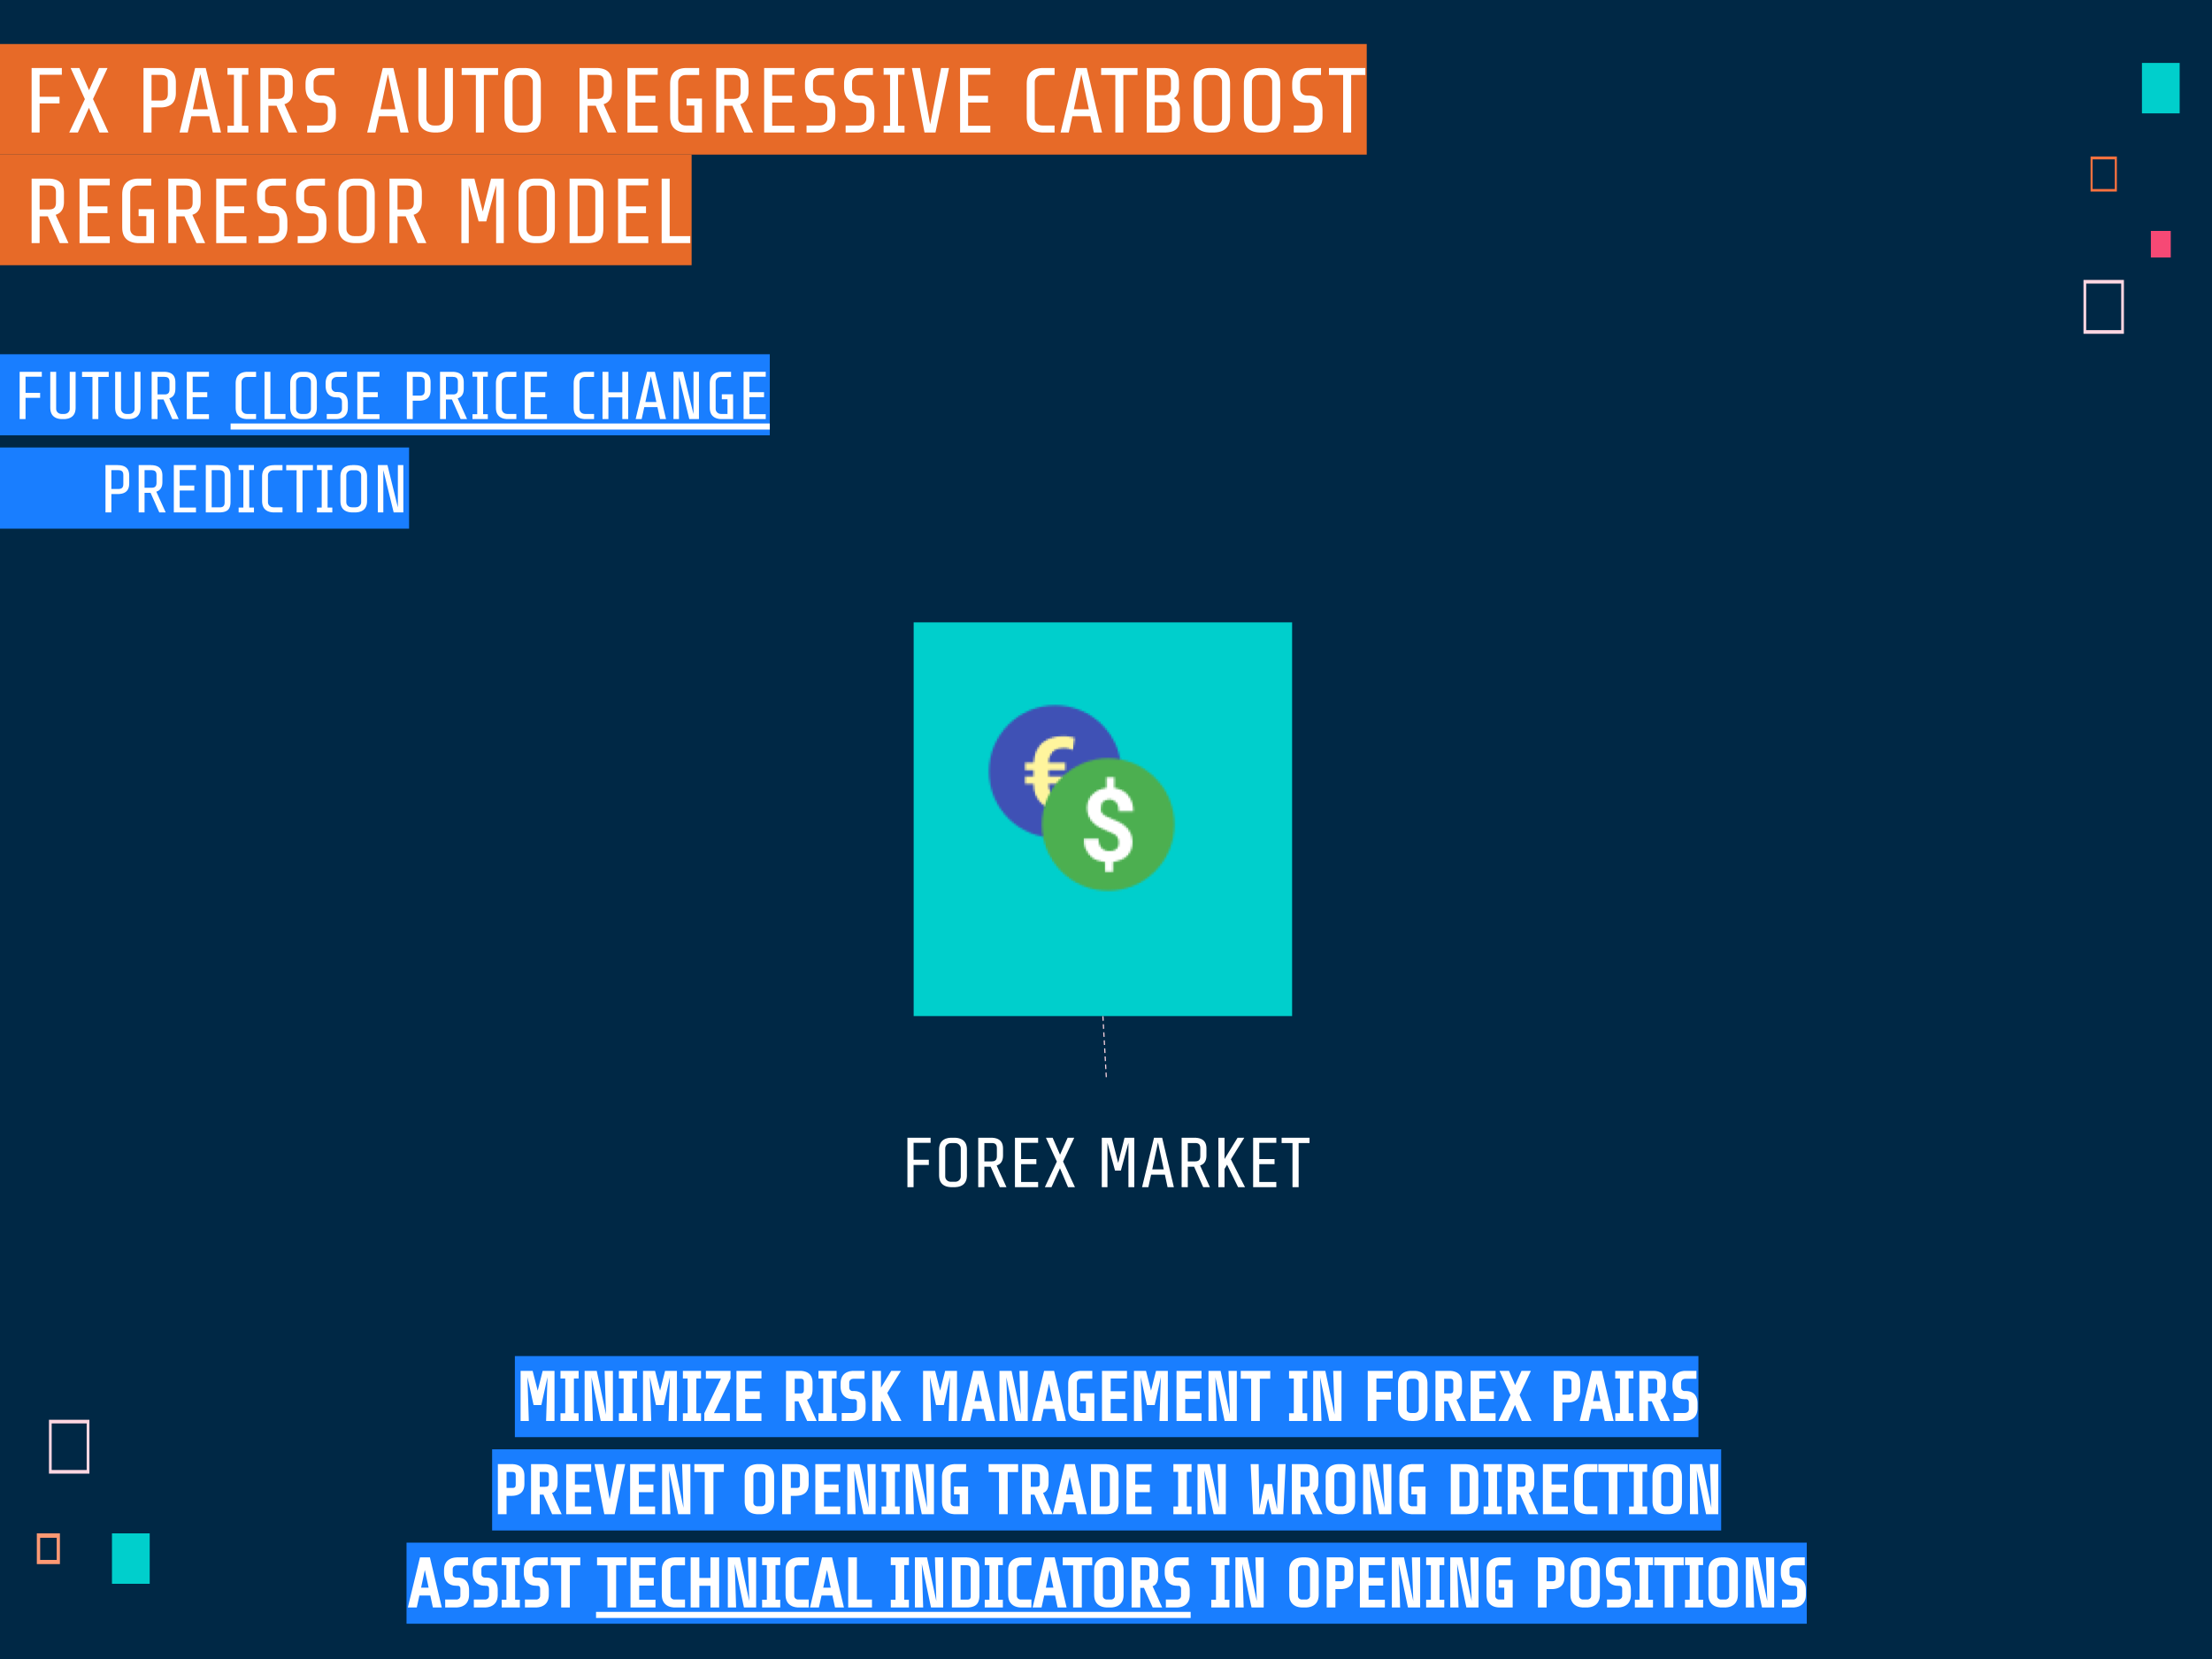 FX PAIRS AUTO REGRESSIVE CATBOOST
REGRESSOR MODEL
FUTURE CLOSE PRICE CHANGE
PREDICTION
€
$
FOREX MARKET
MINIMIZE RISK MANAGEMENT IN FOREX PAIRS
PREVENT OPENING TRADE IN WRONG DIRECTION
ASSIST TECHNICAL INDICATORS IN OPENING POSITIONS